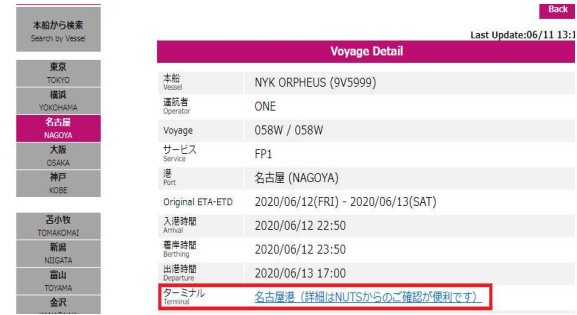 Back
本船から検索
Search by Vessel
Last Update:06/11 13:1
Voyage Detail
東京
TOKYO
横浜
YOKOHAMA
名古屋
NAGOYA
大阪
OSAKA
神戸
KOBE
苫小牧
TOMAKOMAI
新潟
NIIGATA
富山
TOYAMA
金沢
本船
Vessel
NYK ORPHEUS (9V5999)
運航者
Operator
ONE
Voyage
058W / 058W
サービス
Service
FP1
港
Port
名古屋 (NAGOYA)
Original ETA-ETD
2020/06/12(FRI) - 2020/06/13(SAT)
入港時間
Arrival
2020/06/12 22:50
着岸時間
Berthing
2020/06/12 23:50
出港時間
Departure
2020/06/13 17:00
ターミナル
Terminal
名古屋港（詳細はNUTSからのご確認が便利です）